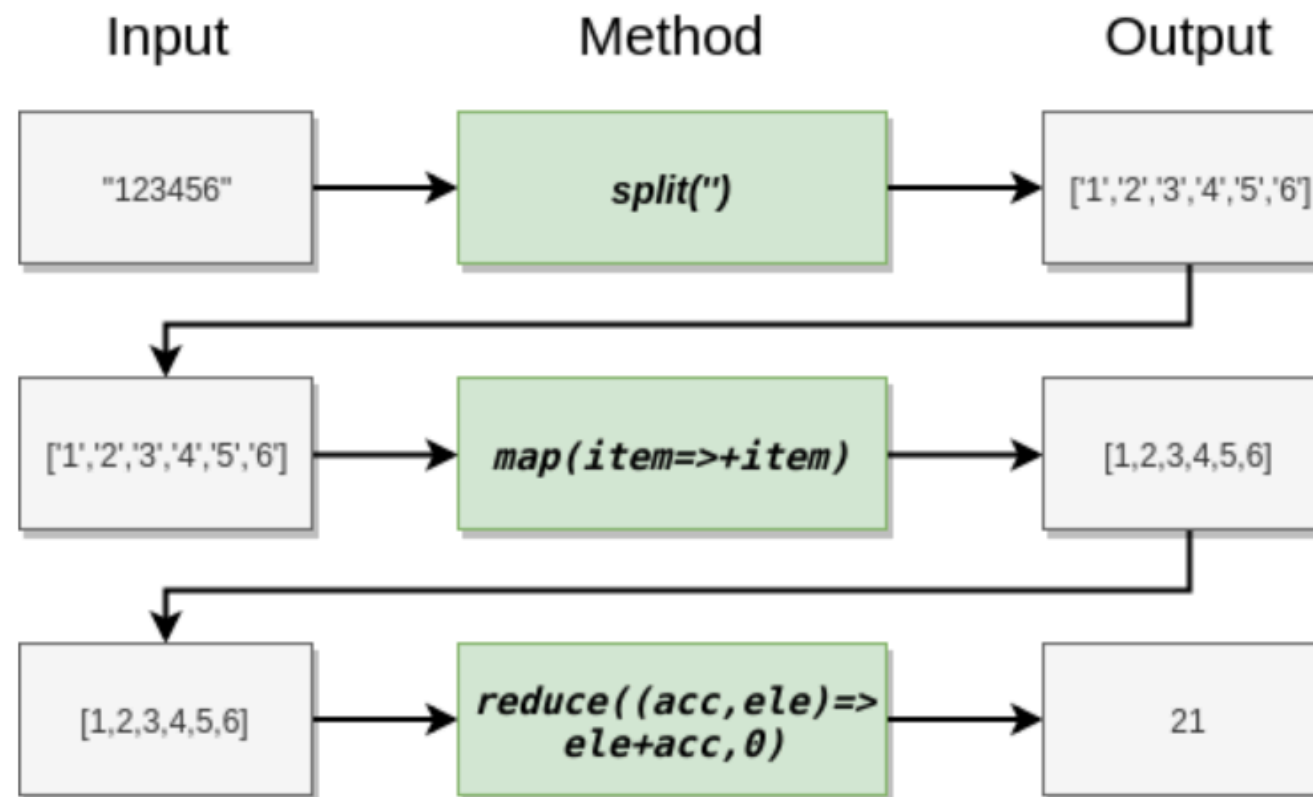 Input
Method
Output
"123456"
split('')
['1','2','3','4','5','6']
['1','2','3','4','5','6']
map(item=>+item)
[1,2,3,4,5,6]
[1,2,3,4,5,6]
reduce((acc,ele)=>
ele+acc,0)
21